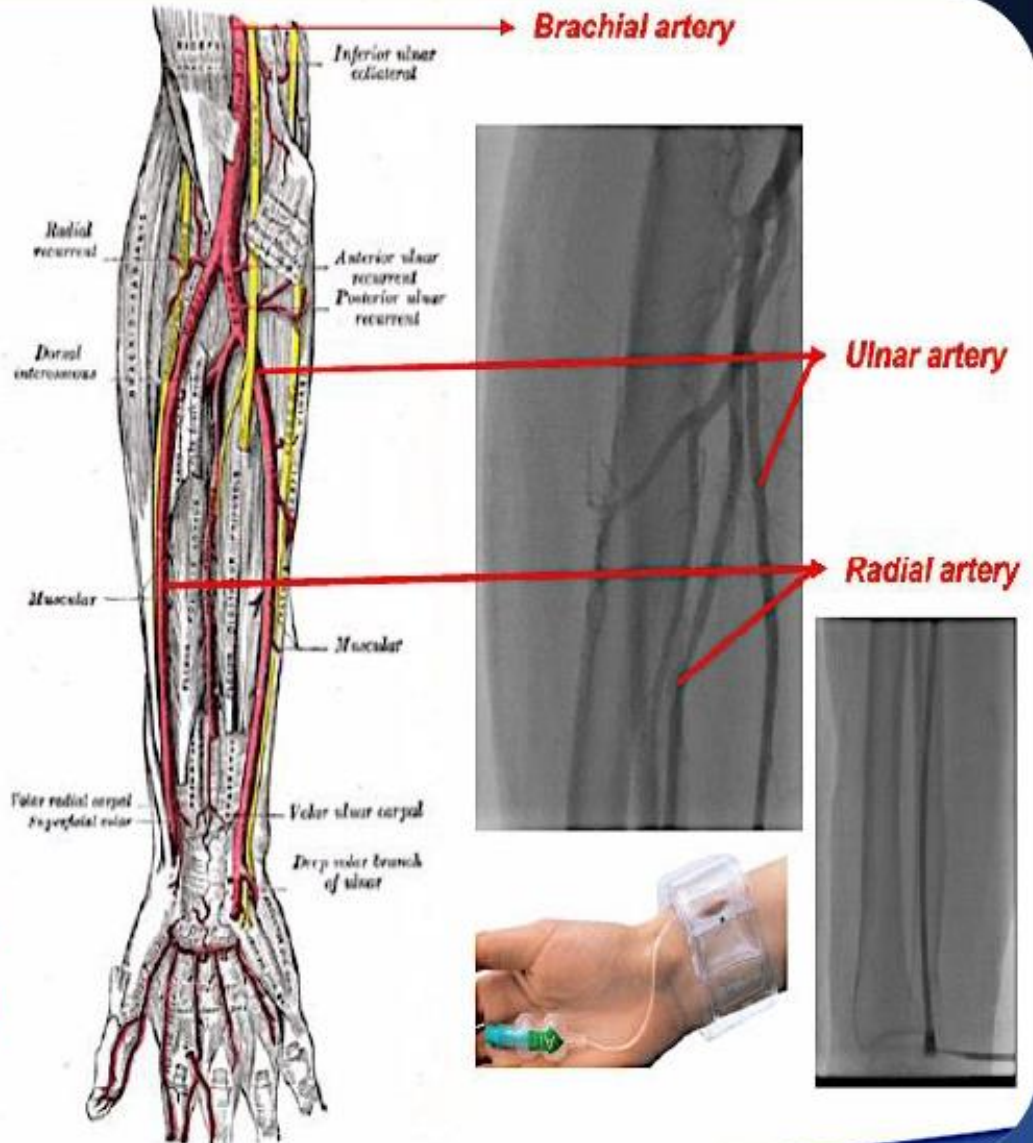 Brachial artery
Inferior ulnar
collateral
Radial
recurrent
Anterior ulnar
recurrent
Posterior ulnar
recurrent
Dorsal
interosseous
Ulnar artery
Radial artery
Muscular
Muscular
Volar radial carpal
Superficial volar
Volar ulnar carpal
Deep volar branch
of ulnar